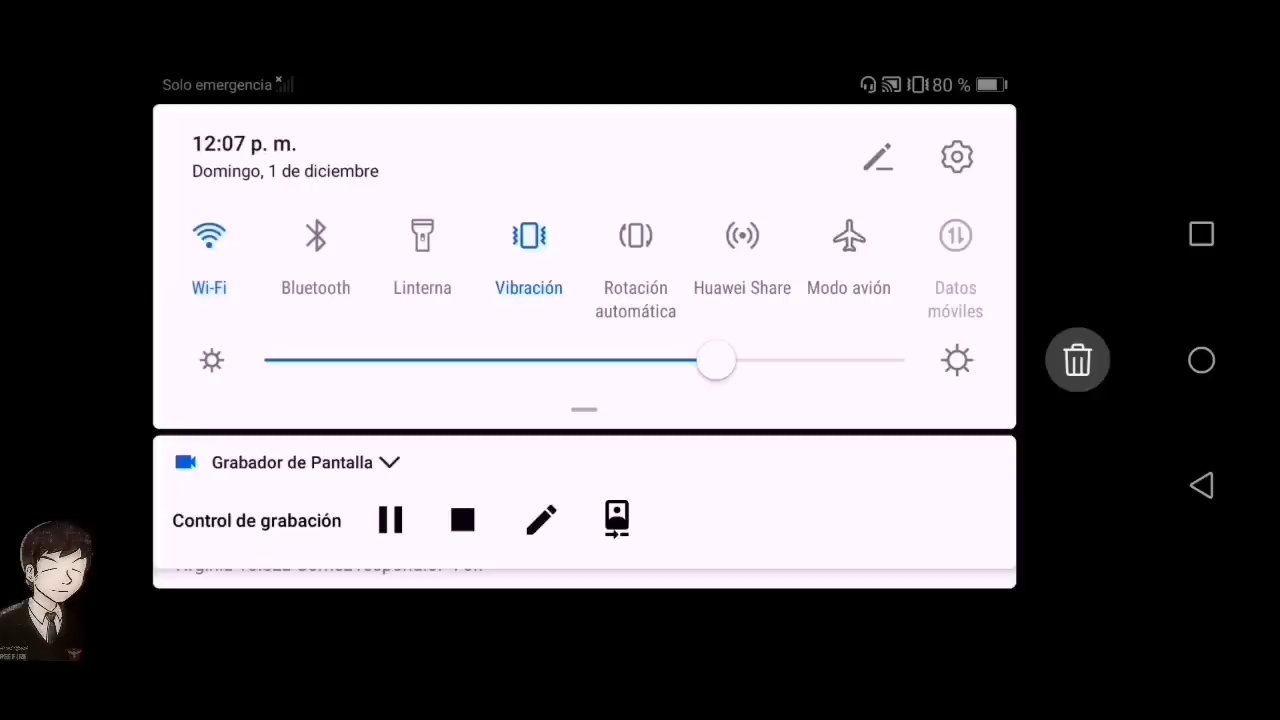 Solo emergencia
80 %
12:07 p. m.
Domingo, 1 de diciembre
Wi-Fi
Bluetooth
Linterna
Vibración
Rotación
automática
Huawei Share
Modo avión
Datos
móviles
Grabador de Pantalla
Control de grabación